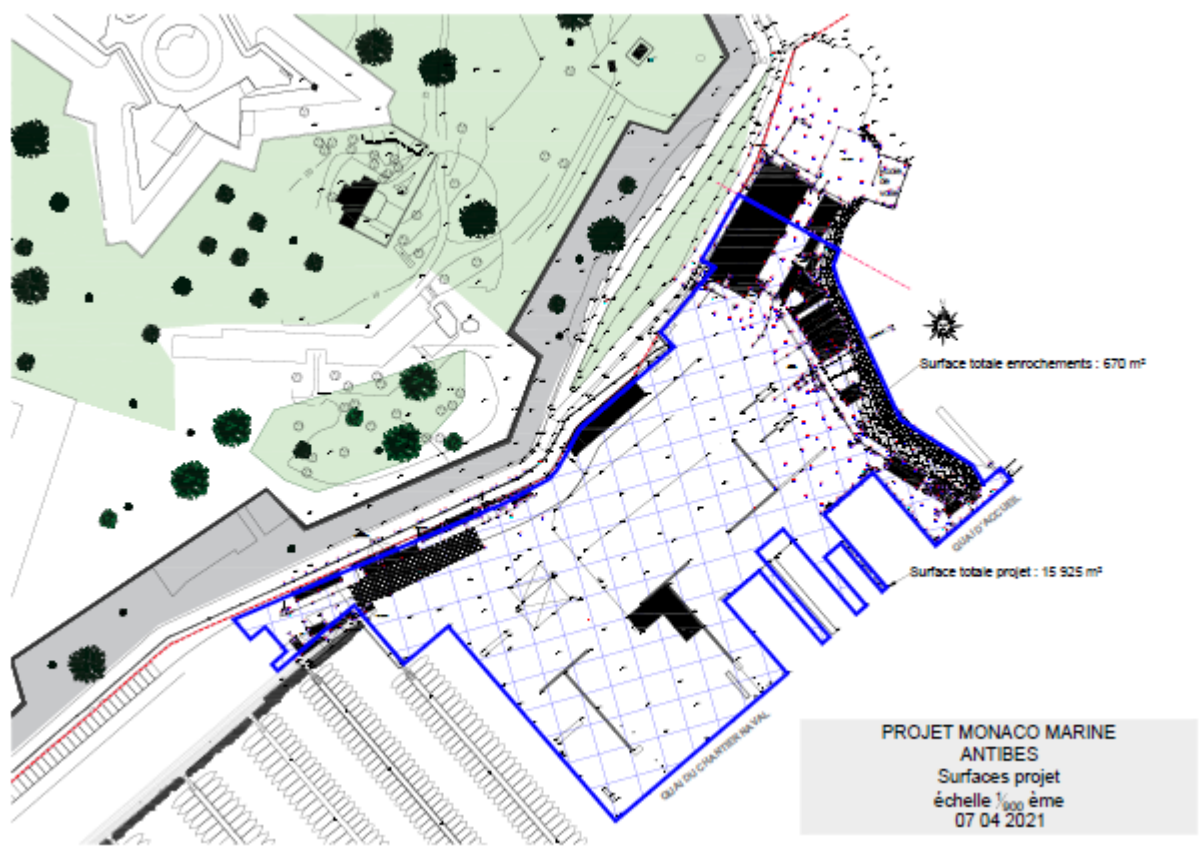 Surface totale enrochements : 670 m²
QUAI D'ACCUEIL
Surface totale projet : 15 925 m²
QUAI DU CHANTIER NAVAL
PROJET MONACO MARINE
ANTIBES
Surfaces projet
échelle 1/900 ème
07 04 2021